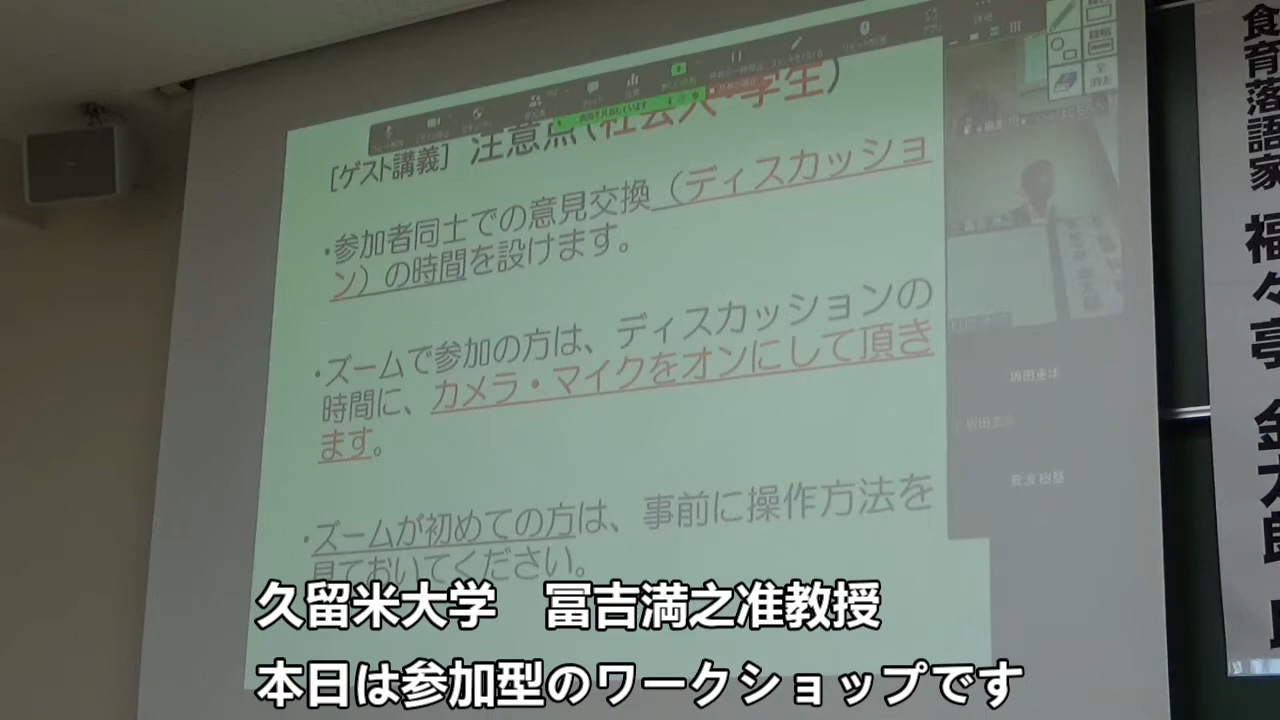 [ゲスト講義] 注意点(社会人・学生)
・参加者同士での意見交換（ディスカッショ
ン）の時間を設けます。
・ズームで参加の方は、ディスカッションの
時間に、カメラ・マイクをオンにして頂き
ます。
・ズームが初めての方は、事前に操作方法を
見ておいてください。
食育落語家 福々亭 金太郎
久留米大学　冨吉満之准教授
本日は参加型のワークショップです